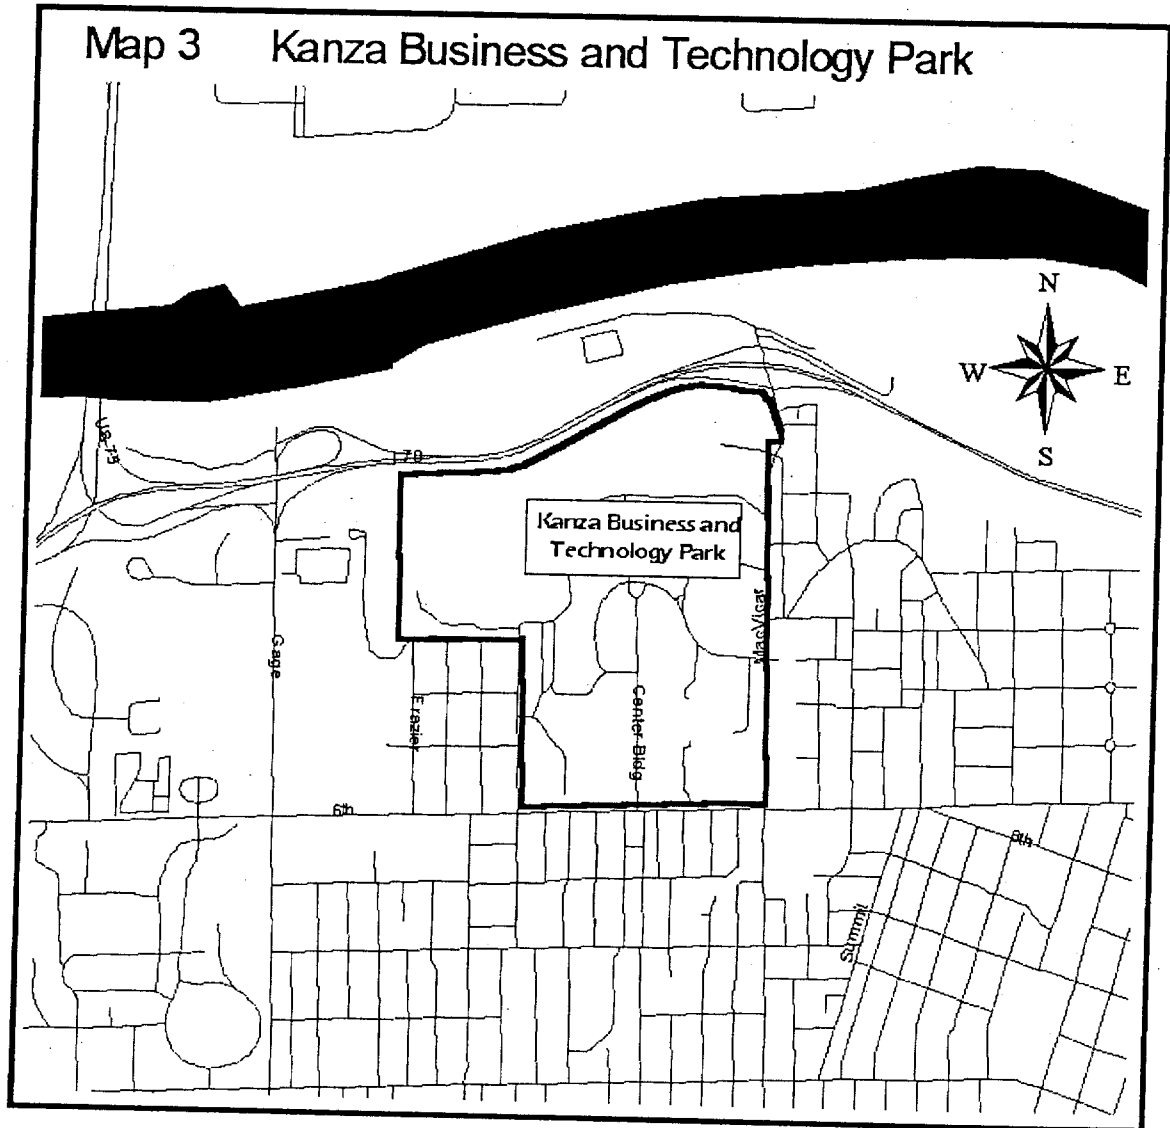 Map 3 Kanza Business and Technology Park
N
W E
S
US 75
I 70
Kanza Business and
Technology Park
MacVicar
Gage
Center Bldg
Frazier
6th
6th
Summit